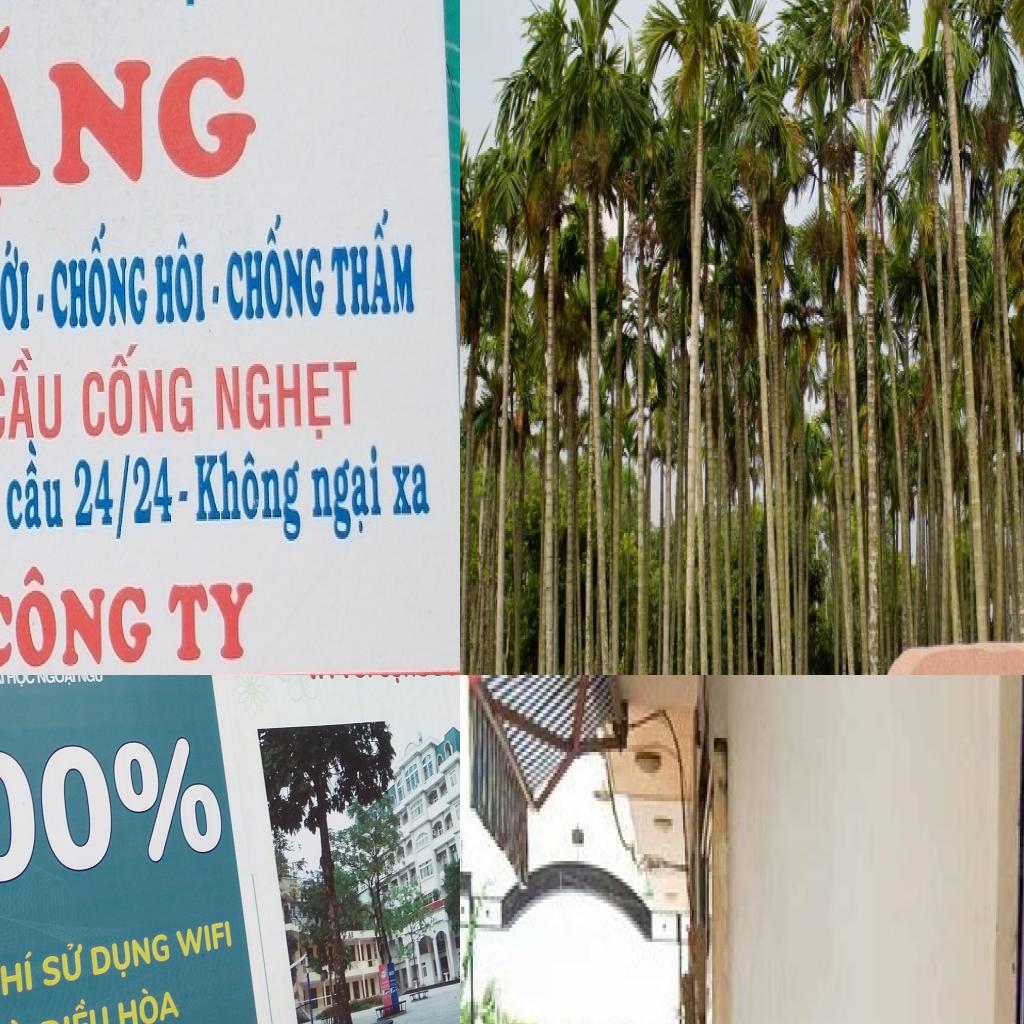 ẶNG
ỚI - CHỐNG HÔI - CHỐNG THẤM
CẦU CỐNG NGHẸT
cầu 24/24 - Không ngại xa
CÔNG TY
00%
HÍ SỬ DỤNG WIFI
ĐIỀU HÒA